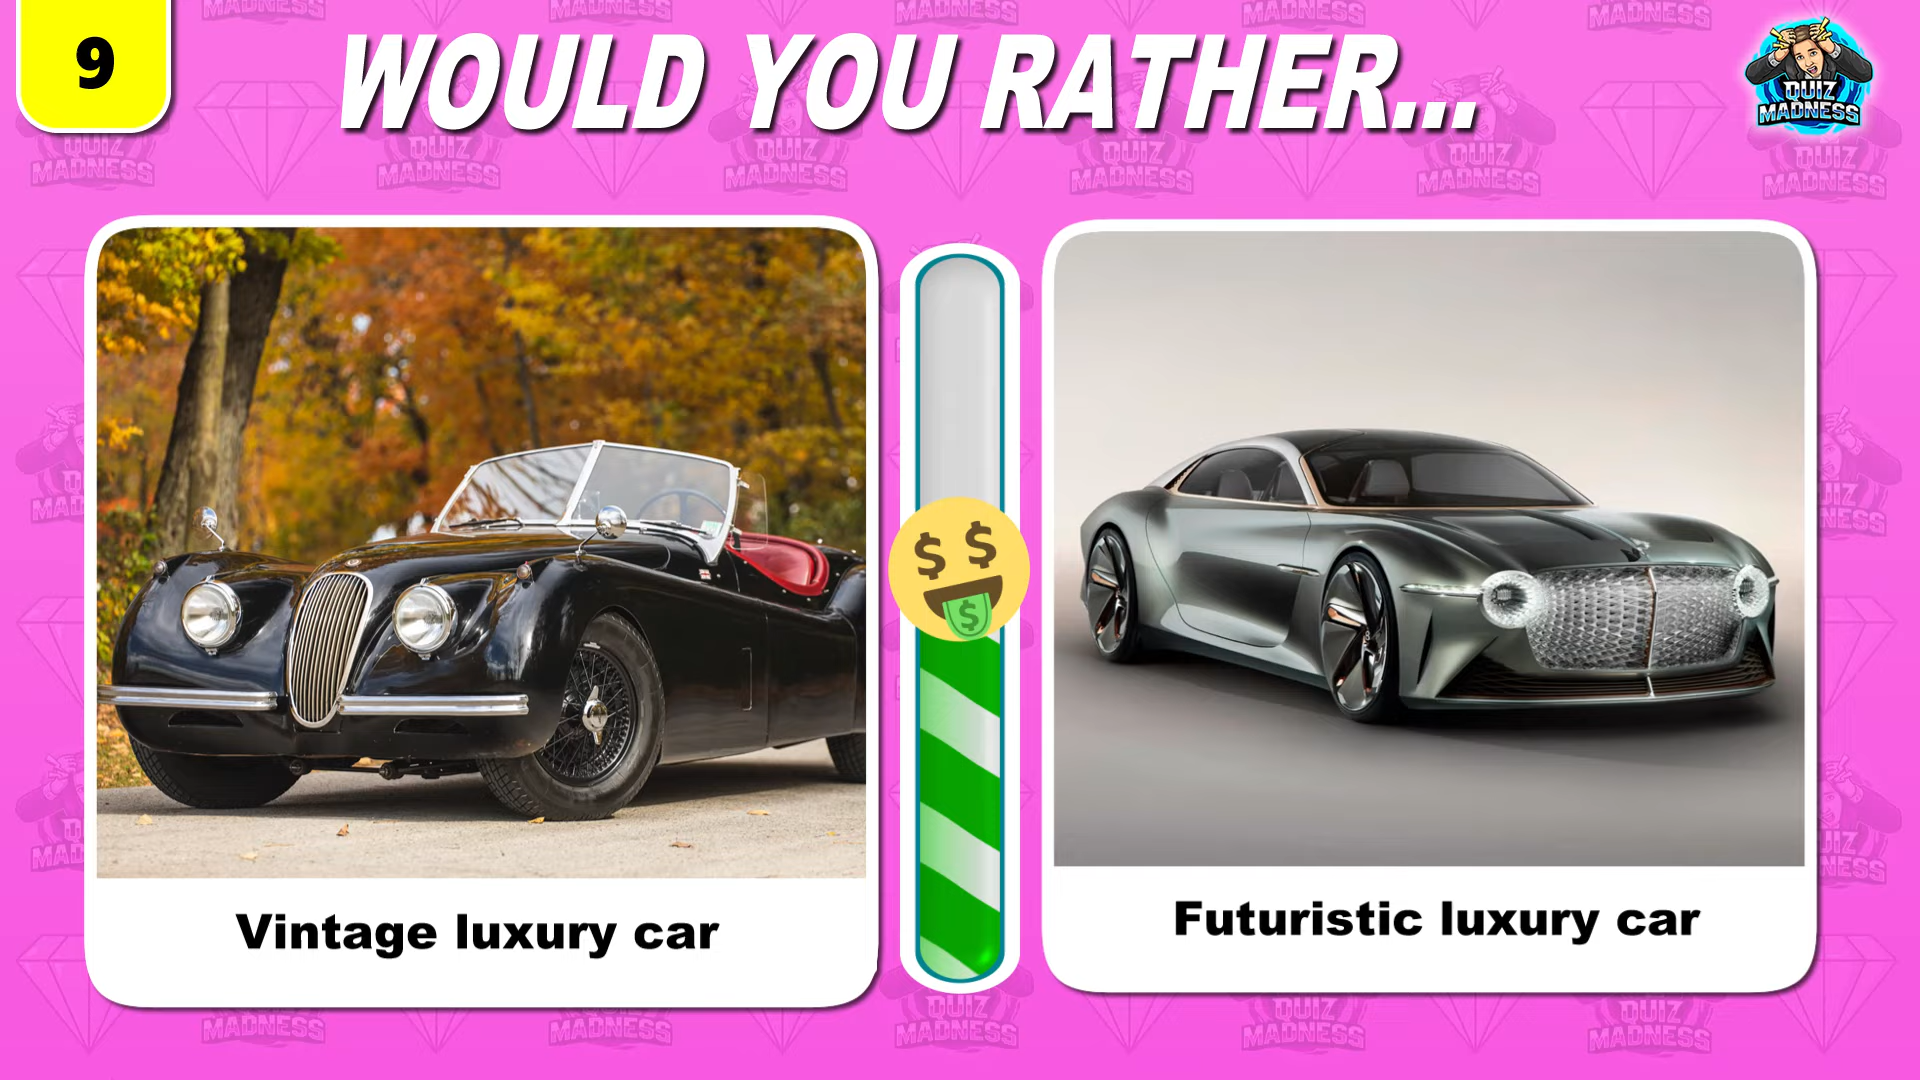 9
WOULD YOU RATHER...
QUIZ
MADNESS
Vintage luxury car
Futuristic luxury car